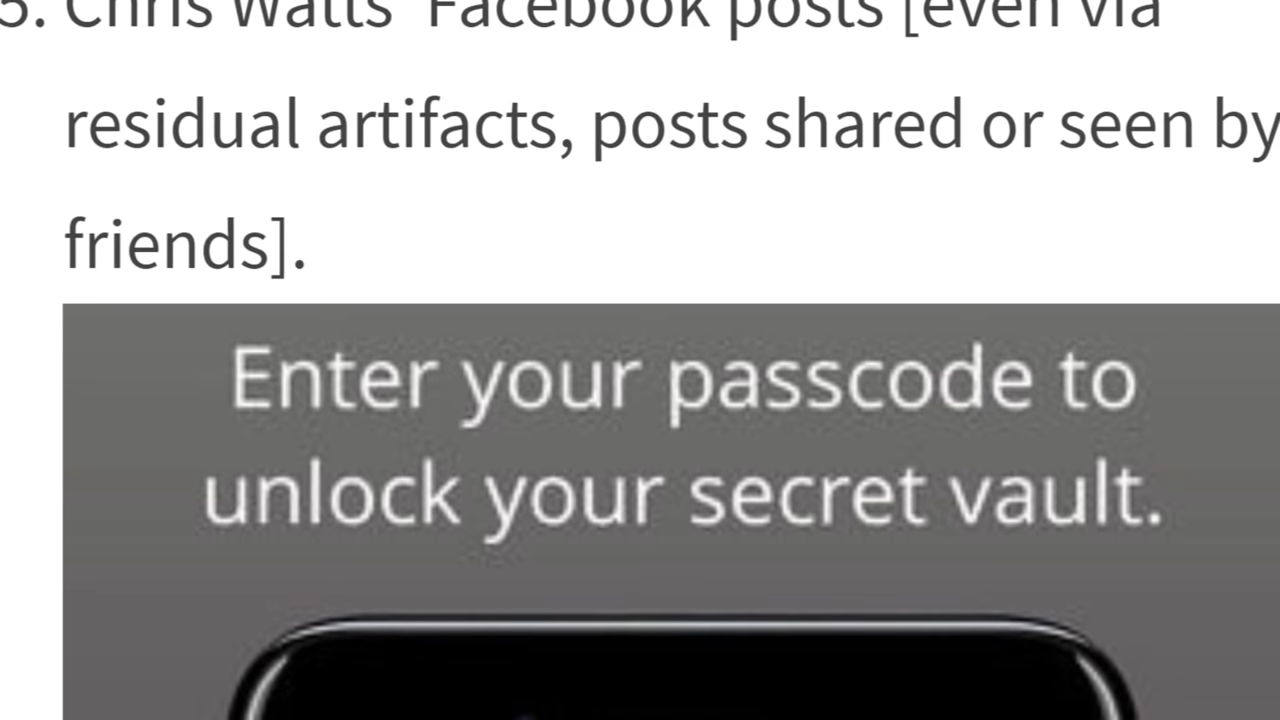 5. Chris Watts' Facebook posts [even via
residual artifacts, posts shared or seen by
friends].
Enter your passcode to
unlock your secret vault.